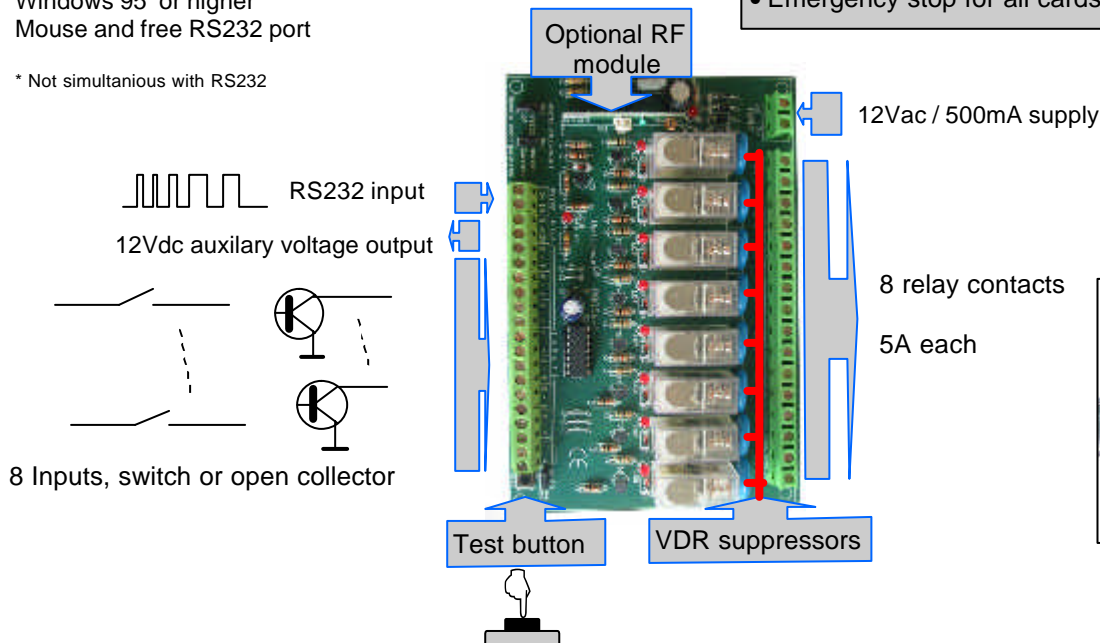 Windows 95 or higher
Mouse and free RS232 port
* Not simultanious with RS232
• Emergency stop for all cards
Optional RF
module
12Vac / 500mA supply
RS232 input
12Vdc auxilary voltage output
8 relay contacts
5A each
8 Inputs, switch or open collector
Test button
VDR suppressors